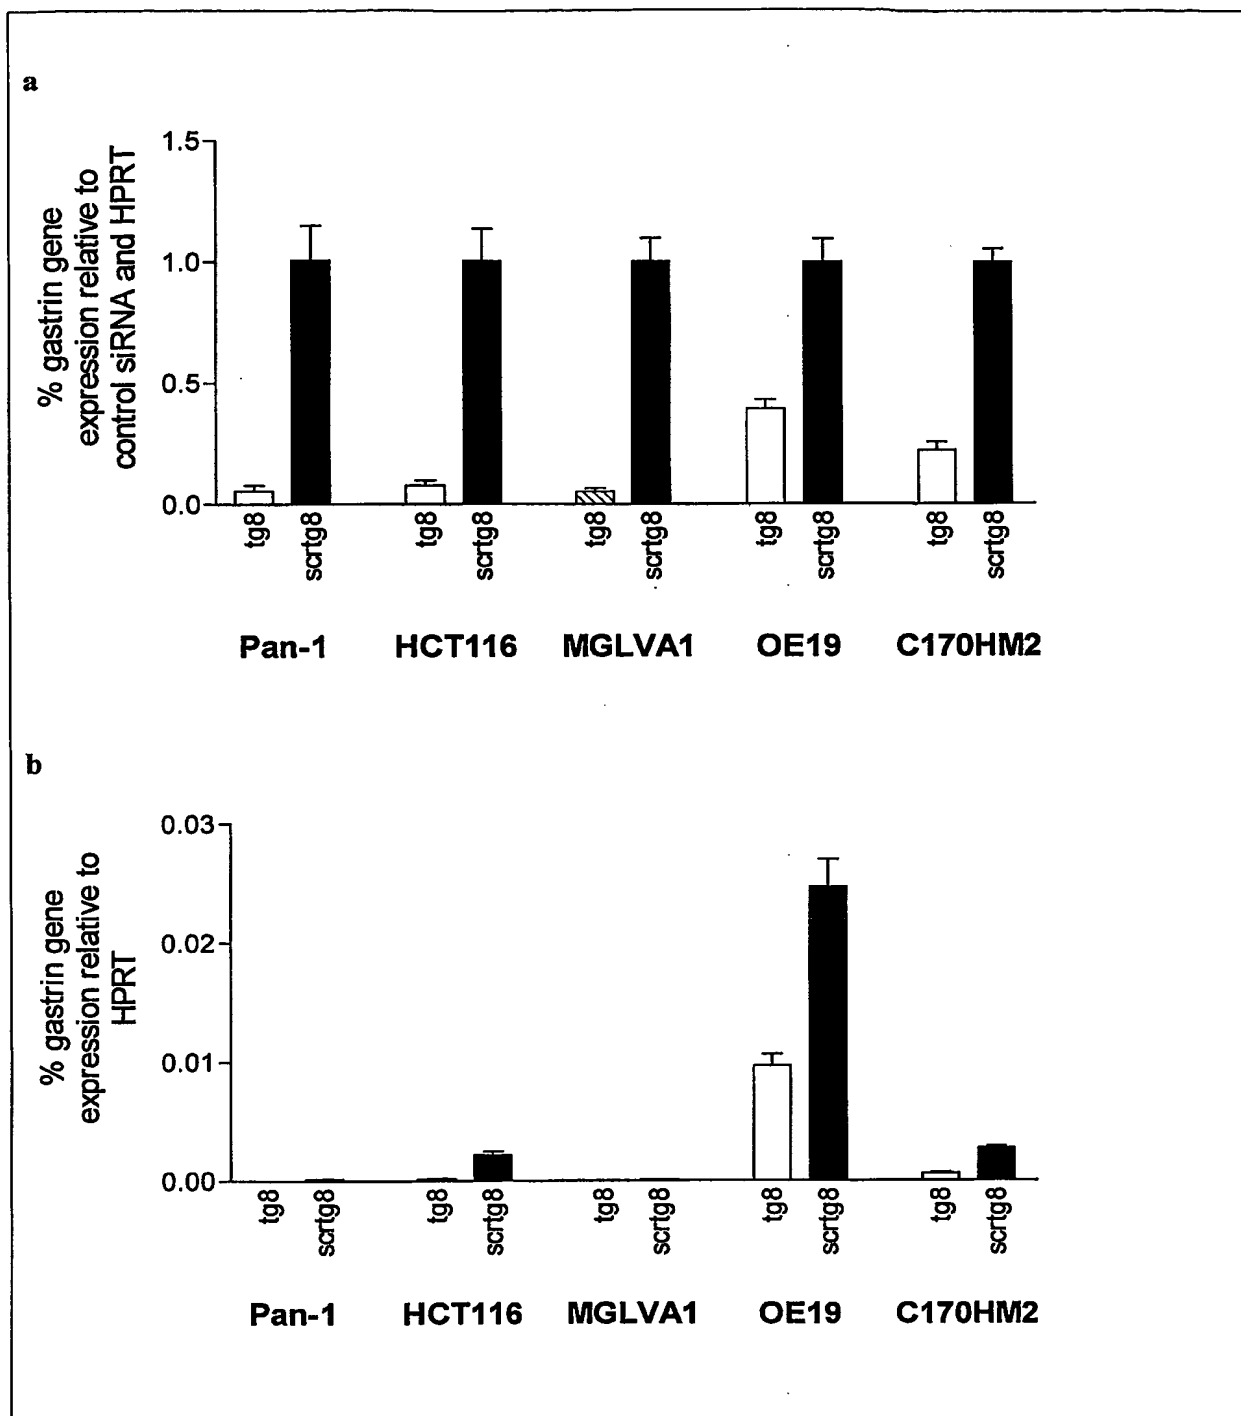 a
% gastrin gene
expression relative to
control siRNA and HPRT
1.5
1.0
0.5
0.0
tg8 scrtg8 tg8 scrtg8 tg8 scrtg8 tg8 scrtg8 tg8 scrtg8
Pan-1 HCT116 MGLVA1 OE19 C170HM2
b
% gastrin gene
expression relative to
HPRT
0.03
0.02
0.01
0.00
tg8 scrtg8 tg8 scrtg8 tg8 scrtg8 tg8 scrtg8 tg8 scrtg8
Pan-1 HCT116 MGLVA1 OE19 C170HM2